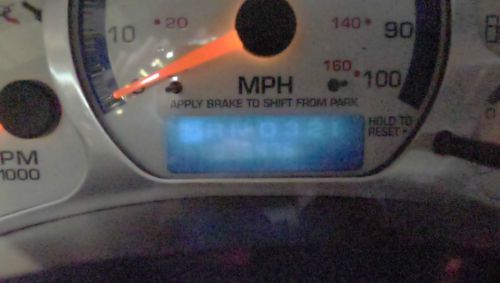 10
20
140
90
160
100
MPH
APPLY BRAKE TO SHIFT FROM PARK
HOLD TO
RESET
PM
1000